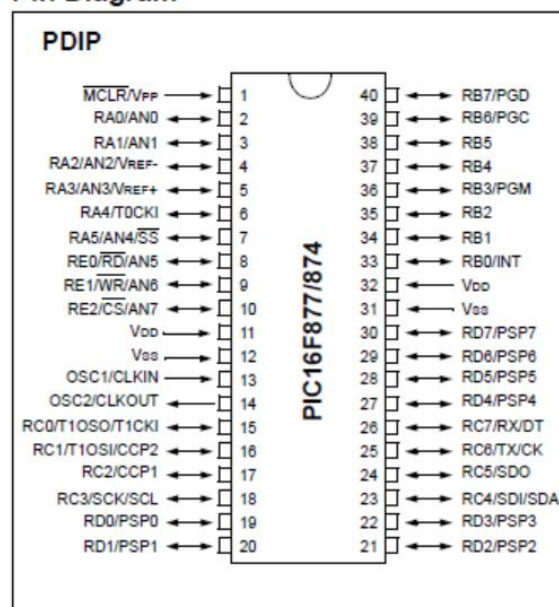 PDIP
MCLR/VPP 1 40 RB7/PGD
RA0/AN0 2 39 RB6/PGC
RA1/AN1 3 38 RB5
RA2/AN2/VREF- 4 37 RB4
RA3/AN3/VREF+ 5 36 RB3/PGM
RA4/T0CKI 6 35 RB2
RA5/AN4/SS 7 34 RB1
RE0/RD/AN5 8 33 RB0/INT
RE1/WR/AN6 9 32 VDD
RE2/CS/AN7 10 31 VSS
VDD 11 30 RD7/PSP7
VSS 12 29 RD6/PSP6
OSC1/CLKIN 13 28 RD5/PSP5
OSC2/CLKOUT 14 27 RD4/PSP4
RC0/T1OSO/T1CKI 15 26 RC7/RX/DT
RC1/T1OSI/CCP2 16 25 RC6/TX/CK
RC2/CCP1 17 24 RC5/SDO
RC3/SCK/SCL 18 23 RC4/SDI/SDA
RD0/PSP0 19 22 RD3/PSP3
RD1/PSP1 20 21 RD2/PSP2
PIC16F877/874